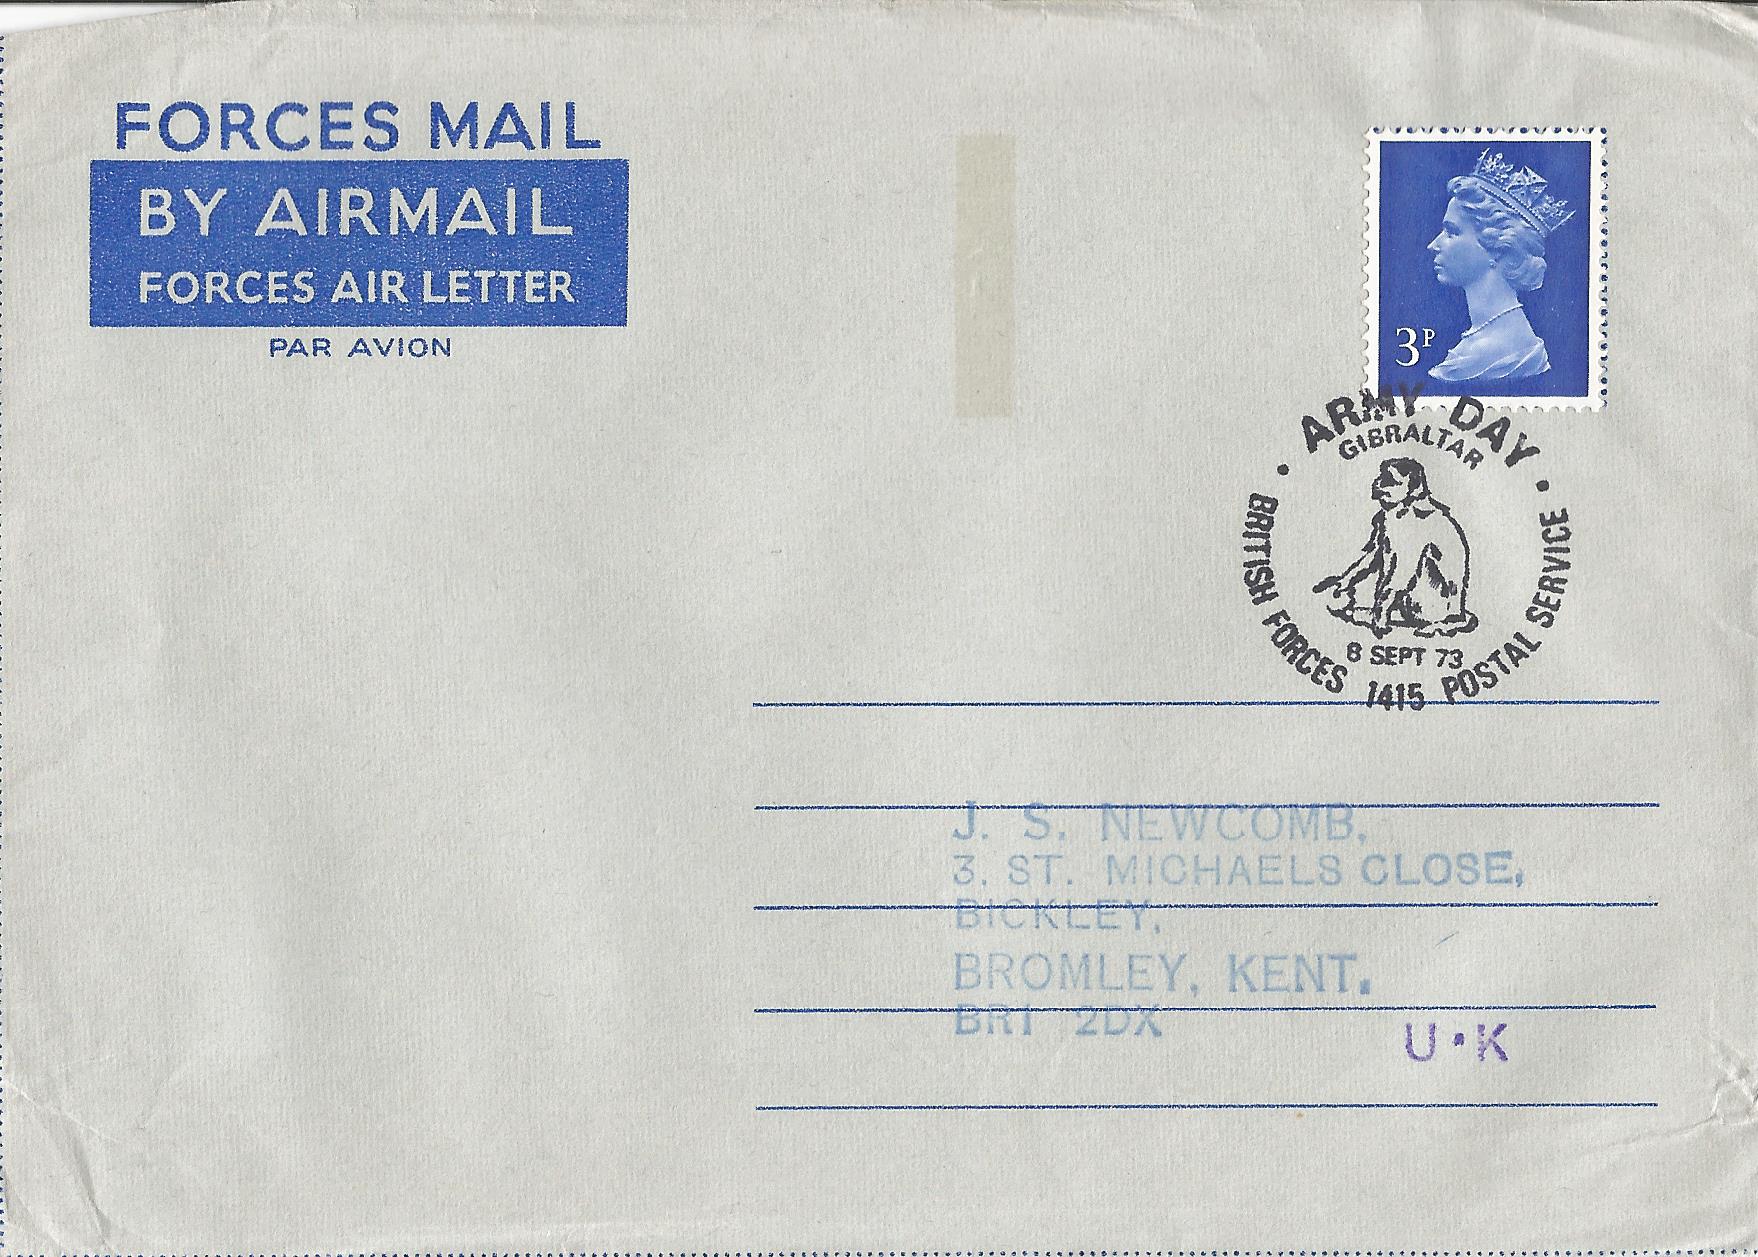 FORCES MAIL
BY AIRMAIL
FORCES AIR LETTER
PAR AVION
3P
ARMY DAY
GIBRALTAR
8 SEPT 73
BRITISH FORCES 1415 POSTAL SERVICE
J. S. NEWCOMB,
3. ST. MICHAELS CLOSE,
BICKLEY,
BROMLEY, KENT.
BR1 2DX
U.K